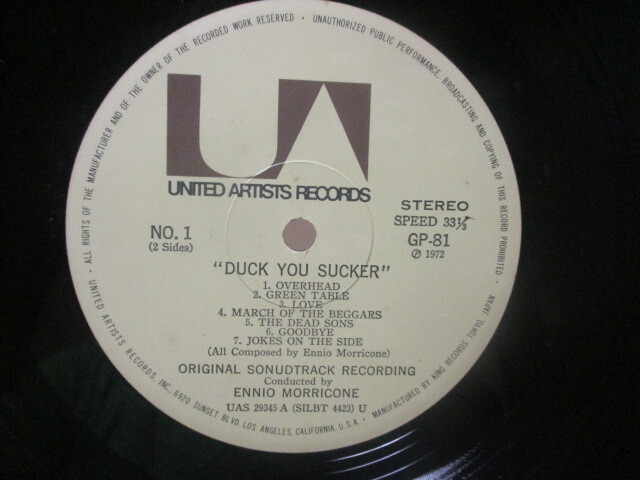 UNITED ARTISTS RECORDS, INC., 6920 SUNSET BLVD. LOS ANGELES, CALIFORNIA, U.S.A. • MANUFACTURED BY KING RECORDS TOKYO, JAPAN
• ALL RIGHTS OF THE MANUFACTURER AND OF THE OWNER OF THE RECORDED WORK RESERVED • UNAUTHORIZED PUBLIC PERFORMANCE, BROADCASTING AND COPYING OF THIS RECORD PROHIBITED
UA
UNITED ARTISTS RECORDS
STEREO
SPEED 33⅓
NO. 1
(2 Sides)
GP-81
℗ 1972
"DUCK YOU SUCKER"
1. OVERHEAD
2. GREEN TABLE
3. LOVE
4. MARCH OF THE BEGGARS
5. THE DEAD SONS
6. GOODBYE
7. JOKES ON THE SIDE
(All Composed by Ennio Morricone)
ORIGINAL SONUDTRACK RECORDING
Conducted by
ENNIO MORRICONE
UAS 29345 A (SILBT 4423) U